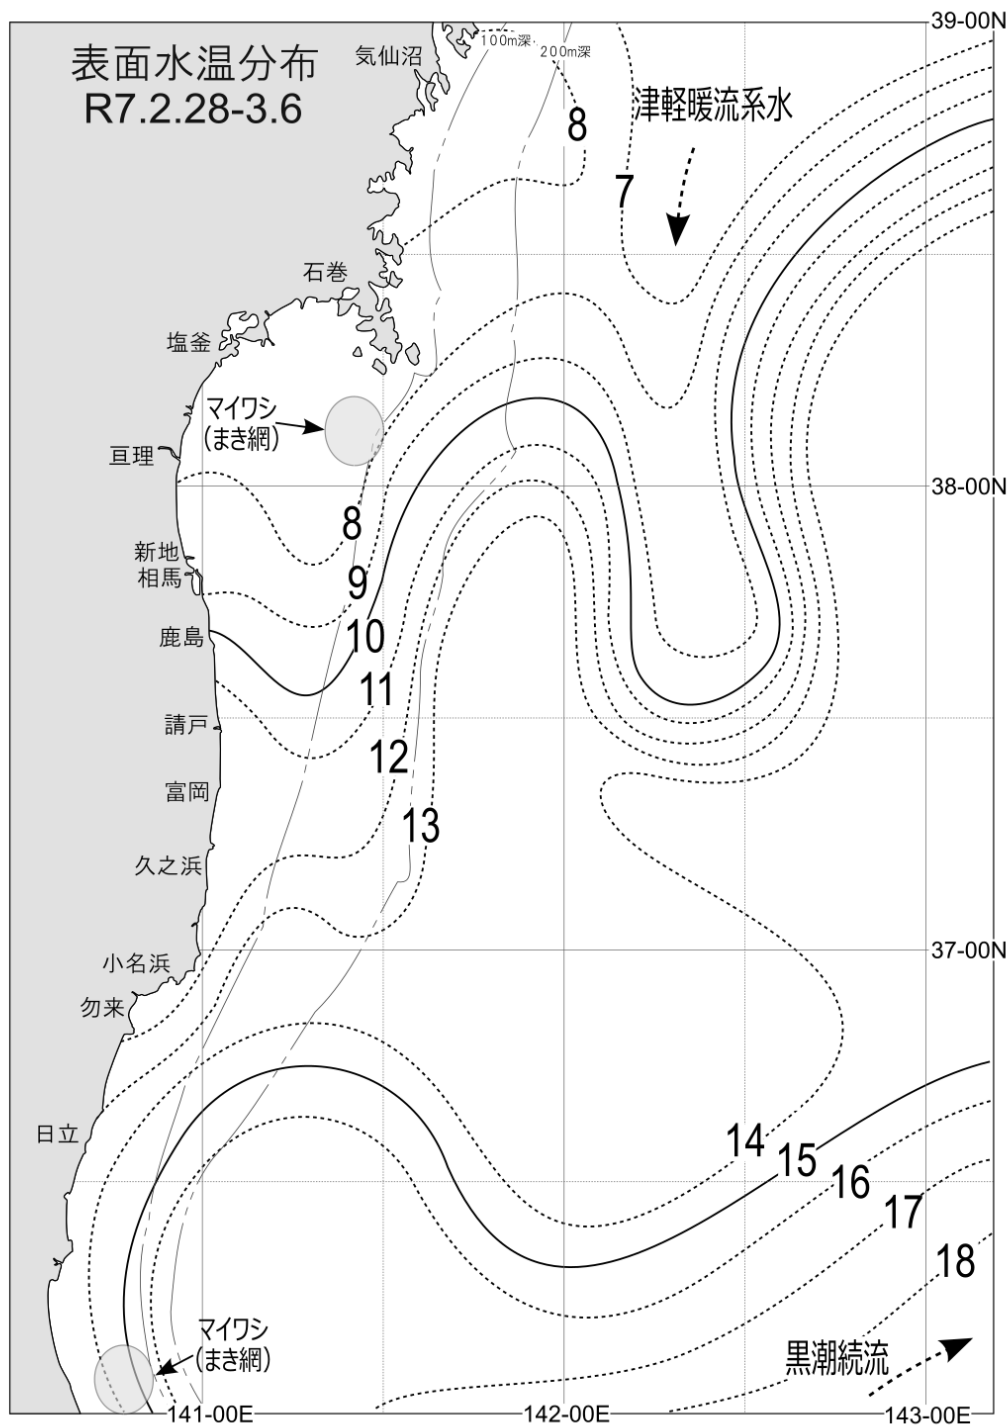 表面水温分布
R7.2.28-3.6
39-00N
気仙沼
100m深
200m深
8
津軽暖流系水
7
石巻
塩釜
マイワシ
(まき網)
亘理
38-00N
8
新地
相馬
9
鹿島
10
11
請戸
12
富岡
13
久之浜
37-00N
小名浜
勿来
日立
14
15
16
17
18
マイワシ
(まき網)
黒潮続流
141-00E
142-00E
143-00E